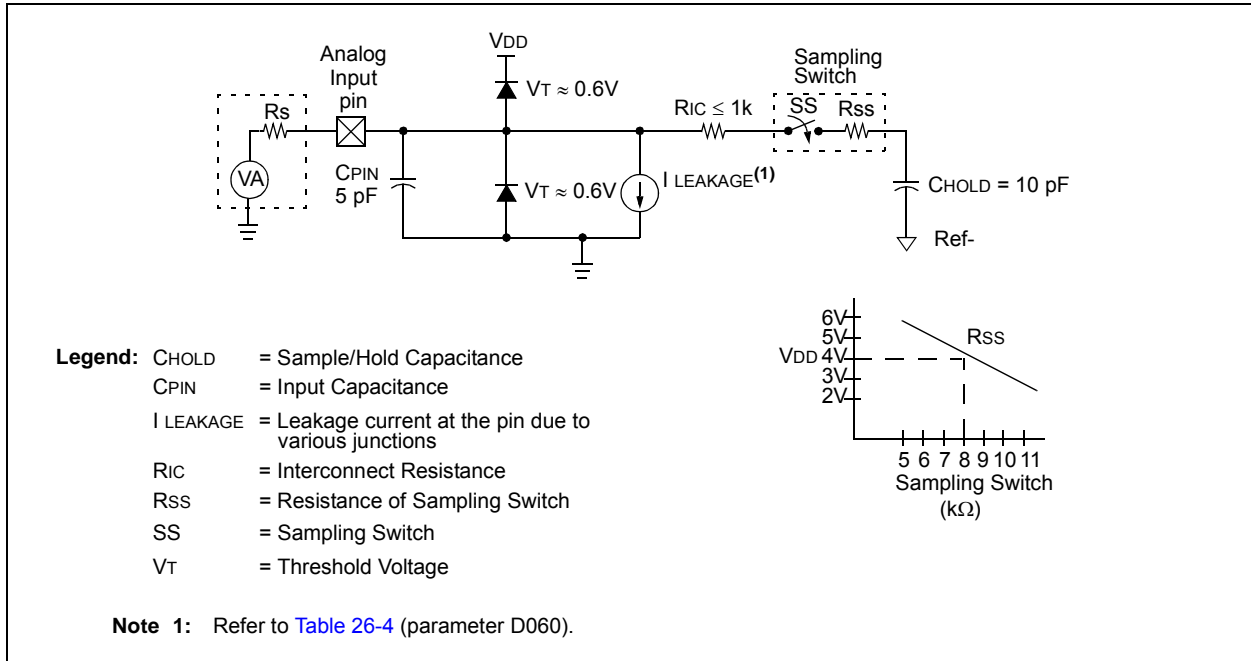 VDD
Analog
Input
pin
VT ≈ 0.6V
Sampling
Switch
Rs
RIC ≤ 1k
SS
Rss
VA
CPIN
5 pF
VT ≈ 0.6V
I LEAKAGE(1)
CHOLD = 10 pF
Ref-
6V
5V
VDD 4V
3V
2V
RSS
5 6 7 8 9 10 11
Sampling Switch
(kΩ)
Legend: CHOLD = Sample/Hold Capacitance
CPIN = Input Capacitance
I LEAKAGE = Leakage current at the pin due to
various junctions
RIC = Interconnect Resistance
RSS = Resistance of Sampling Switch
SS = Sampling Switch
VT = Threshold Voltage
Note 1: Refer to Table 26-4 (parameter D060).